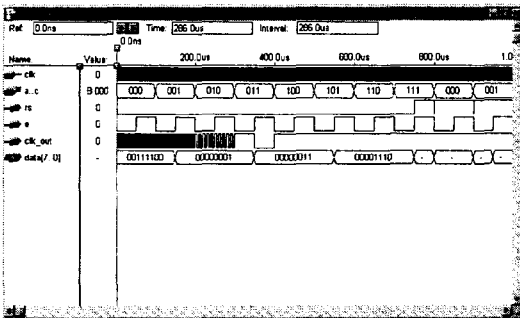 Ref: 0.0ns Time: 286.0us Interval: 286.0us
0.0ns
Name: Value: 200.0us 400.0us 600.0us 800.0us 1.0
clk 0
a..c B 000 000 001 010 011 100 101 110 111 000 001
rs 0
e 0
clk_out 0
data[7..0] - 00111100 00000001 00000011 00001110 - - - -